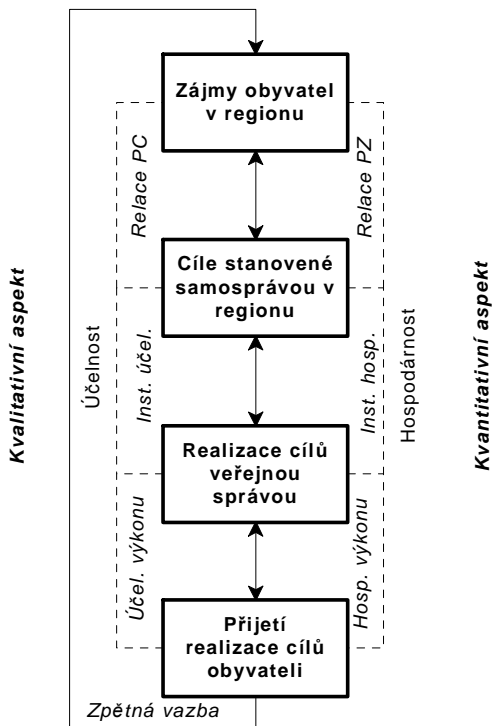 Zájmy obyvatel
v regionu
Relace PC
Relace PZ
Cíle stanovené
samosprávou v
regionu
Kvalitativní aspekt
Účelnost
Inst. účel.
Inst. hosp.
Hospodárnost
Kvantitativní aspekt
Realizace cílů
veřejnou
správou
Účel. výkonu
Hosp. výkonu
Přijetí
realizace cílů
obyvateli
Zpětná vazba